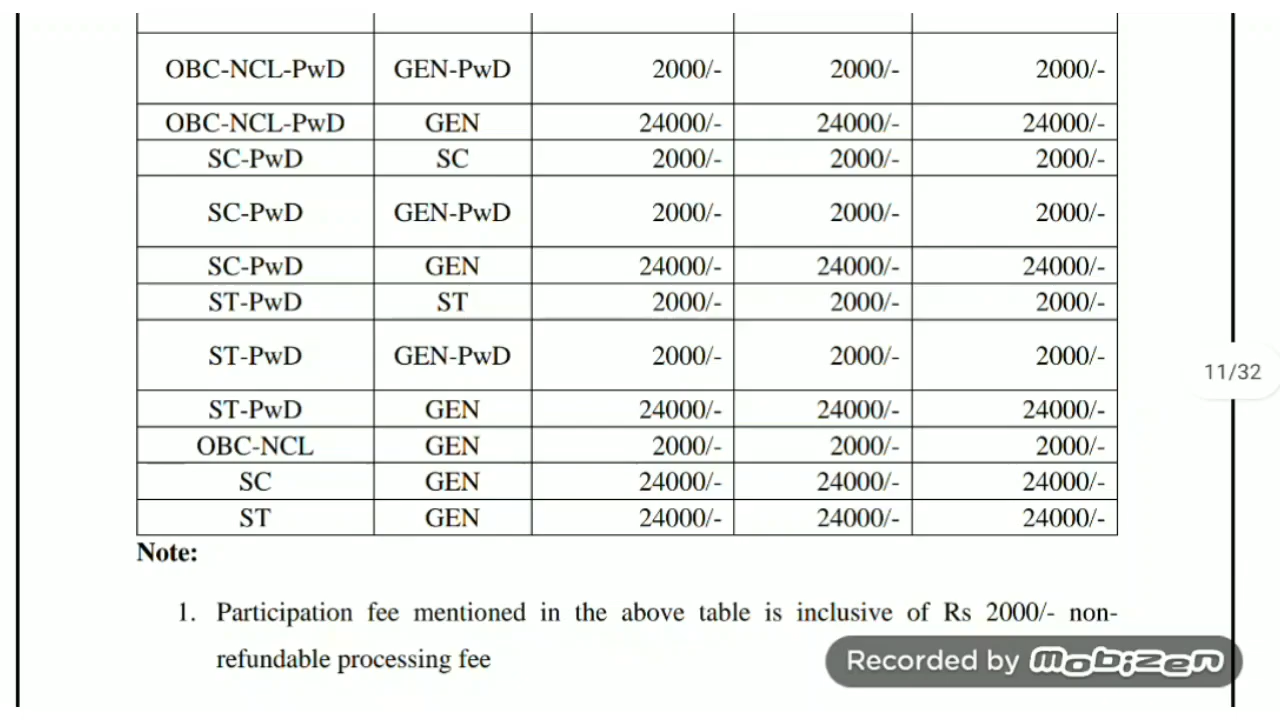 OBC-NCL-PwD GEN-PwD 2000/- 2000/- 2000/-
OBC-NCL-PwD GEN 24000/- 24000/- 24000/-
SC-PwD SC 2000/- 2000/- 2000/-
SC-PwD GEN-PwD 2000/- 2000/- 2000/-
SC-PwD GEN 24000/- 24000/- 24000/-
ST-PwD ST 2000/- 2000/- 2000/-
ST-PwD GEN-PwD 2000/- 2000/- 2000/-
11/32
ST-PwD GEN 24000/- 24000/- 24000/-
OBC-NCL GEN 2000/- 2000/- 2000/-
SC GEN 24000/- 24000/- 24000/-
ST GEN 24000/- 24000/- 24000/-
Note:
1. Participation fee mentioned in the above table is inclusive of Rs 2000/- non-
refundable processing fee
Recorded by mobizen